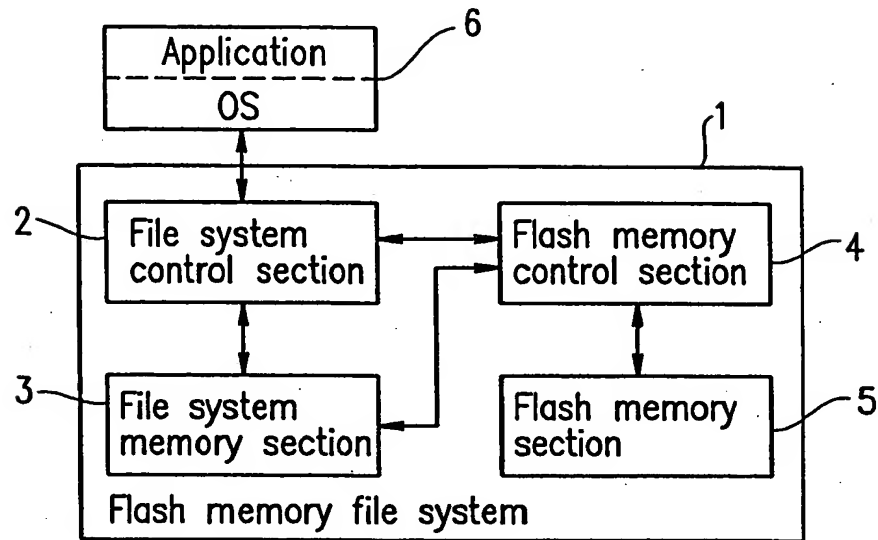 6
Application
OS
1
2
File system
control section
Flash memory
control section
4
3
File system
memory section
Flash memory
section
5
Flash memory file system